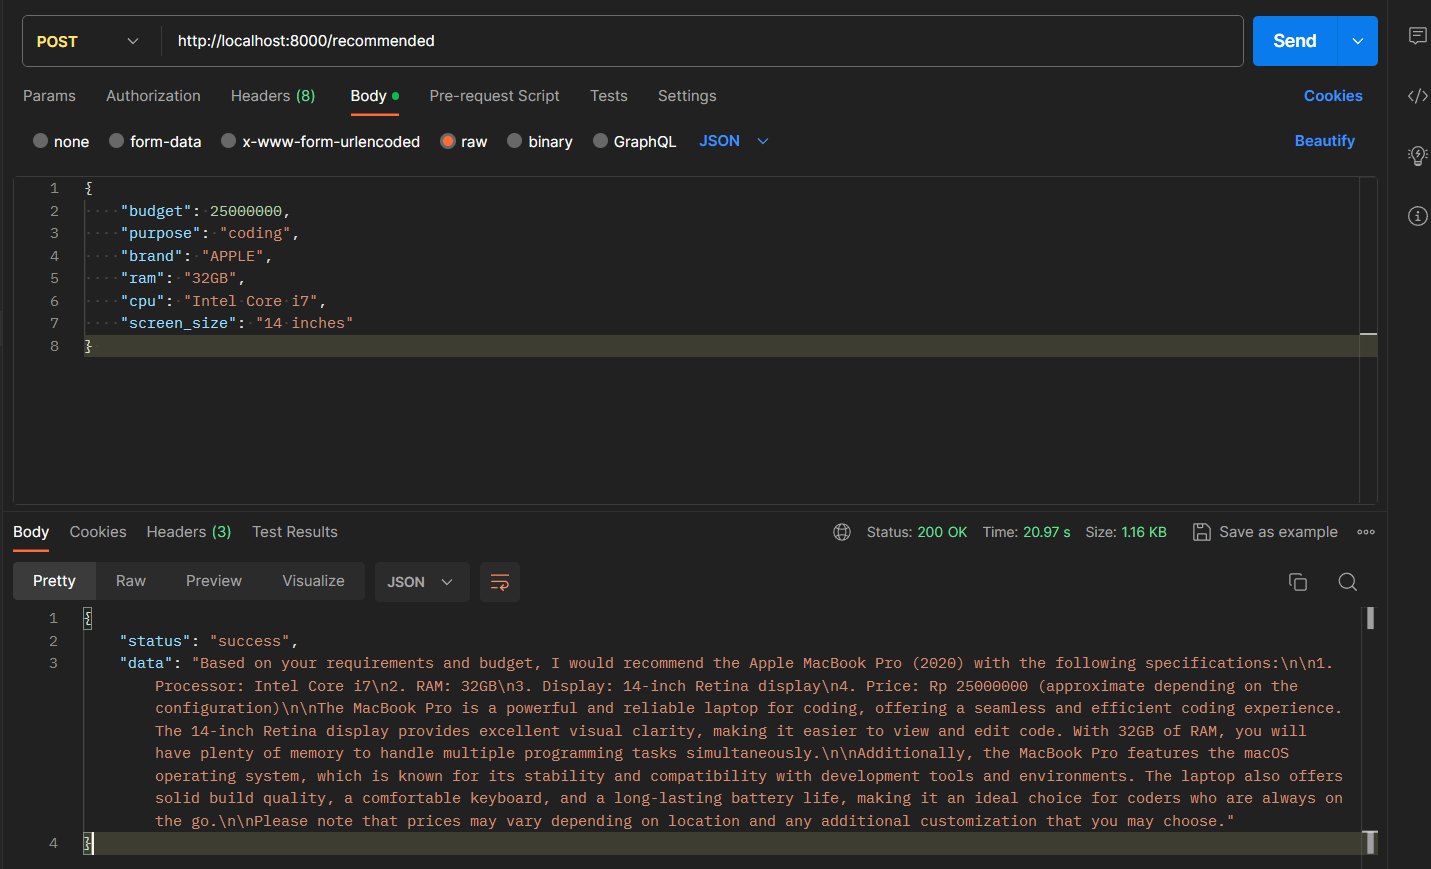 POST http://localhost:8000/recommended Send
Params Authorization Headers (8) Body Pre-request Script Tests Settings Cookies
none form-data x-www-form-urlencoded raw binary GraphQL JSON Beautify
1 {
2 "budget": 25000000,
3 "purpose": "coding",
4 "brand": "APPLE",
5 "ram": "32GB",
6 "cpu": "Intel Core i7",
7 "screen_size": "14 inches"
8 }
Body Cookies Headers (3) Test Results Status: 200 OK Time: 20.97 s Size: 1.16 KB Save as example
Pretty Raw Preview Visualize JSON
1 {
2 "status": "success",
3 "data": "Based on your requirements and budget, I would recommend the Apple MacBook Pro (2020) with the following specifications:\n\n1.
Processor: Intel Core i7\n2. RAM: 32GB\n3. Display: 14-inch Retina display\n4. Price: Rp 25000000 (approximate depending on the
configuration)\n\nThe MacBook Pro is a powerful and reliable laptop for coding, offering a seamless and efficient coding experience.
The 14-inch Retina display provides excellent visual clarity, making it easier to view and edit code. With 32GB of RAM, you will
have plenty of memory to handle multiple programming tasks simultaneously.\n\nAdditionally, the MacBook Pro features the macOS
operating system, which is known for its stability and compatibility with development tools and environments. The laptop also offers
solid build quality, a comfortable keyboard, and a long-lasting battery life, making it an ideal choice for coders who are always on
the go.\n\nPlease note that prices may vary depending on location and any additional customization that you may choose."
4 }